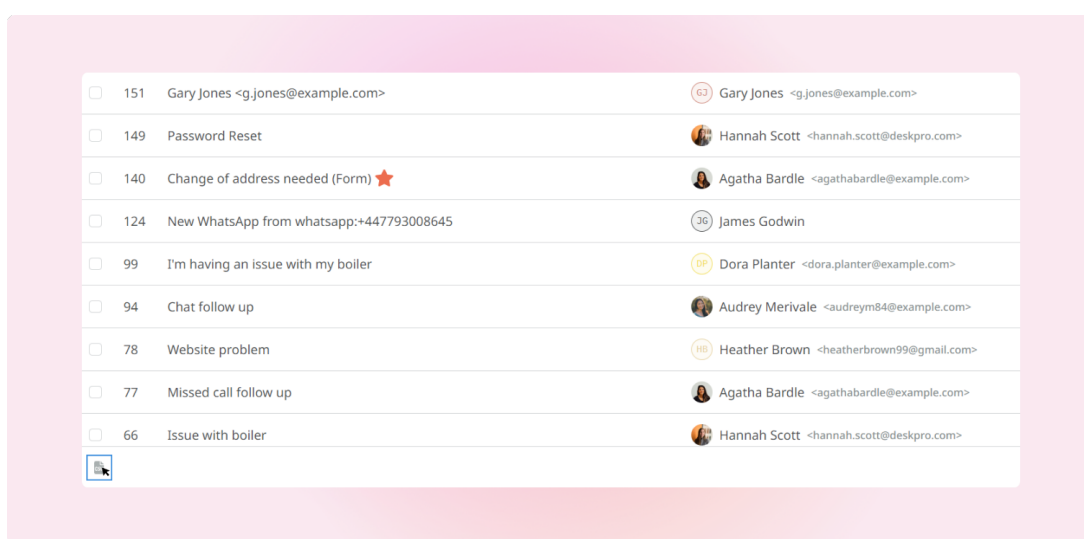 151 Gary Jones <g.jones@example.com> GJ Gary Jones <g.jones@example.com>
149 Password Reset Hannah Scott <hannah.scott@deskpro.com>
140 Change of address needed (Form) Agatha Bardle <agathabardle@example.com>
124 New WhatsApp from whatsapp:+447793008645 JG James Godwin
99 I'm having an issue with my boiler DP Dora Planter <dora.planter@example.com>
94 Chat follow up Audrey Merivale <audreym84@example.com>
78 Website problem HB Heather Brown <heatherbrown99@gmail.com>
77 Missed call follow up Agatha Bardle <agathabardle@example.com>
66 Issue with boiler Hannah Scott <hannah.scott@deskpro.com>